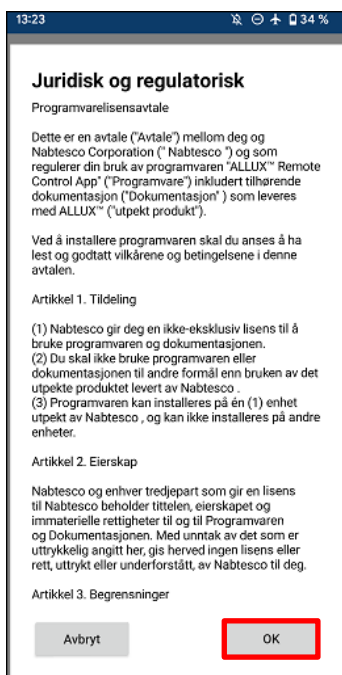 13:23 34 %
Juridisk og regulatorisk
Programvarelisensavtale
Dette er en avtale ("Avtale") mellom deg og
Nabtesco Corporation (" Nabtesco ") og som
regulerer din bruk av programvaren "ALLUX™ Remote
Control App" ("Programvare") inkludert tilhørende
dokumentasjon ("Dokumentasjon" ) som leveres
med ALLUX™ ("utpekt produkt").
Ved å installere programvaren skal du anses å ha
lest og godtatt vilkårene og betingelsene i denne
avtalen.
Artikkel 1. Tildeling
(1) Nabtesco gir deg en ikke-eksklusiv lisens til å
bruke programvaren og dokumentasjonen.
(2) Du skal ikke bruke programvaren eller
dokumentasjonen til andre formål enn bruken av det
utpekte produktet levert av Nabtesco .
(3) Programvaren kan installeres på én (1) enhet
utpekt av Nabtesco , og kan ikke installeres på andre
enheter.
Artikkel 2. Eierskap
Nabtesco og enhver tredjepart som gir en lisens
til Nabtesco beholder tittelen, eierskapet og
immaterielle rettigheter til og til Programvaren
og Dokumentasjonen. Med unntak av det som er
uttrykkelig angitt her, gis herved ingen lisens eller
rett, uttrykt eller underforstått, av Nabtesco til deg.
Artikkel 3. Begrensninger
Avbryt OK